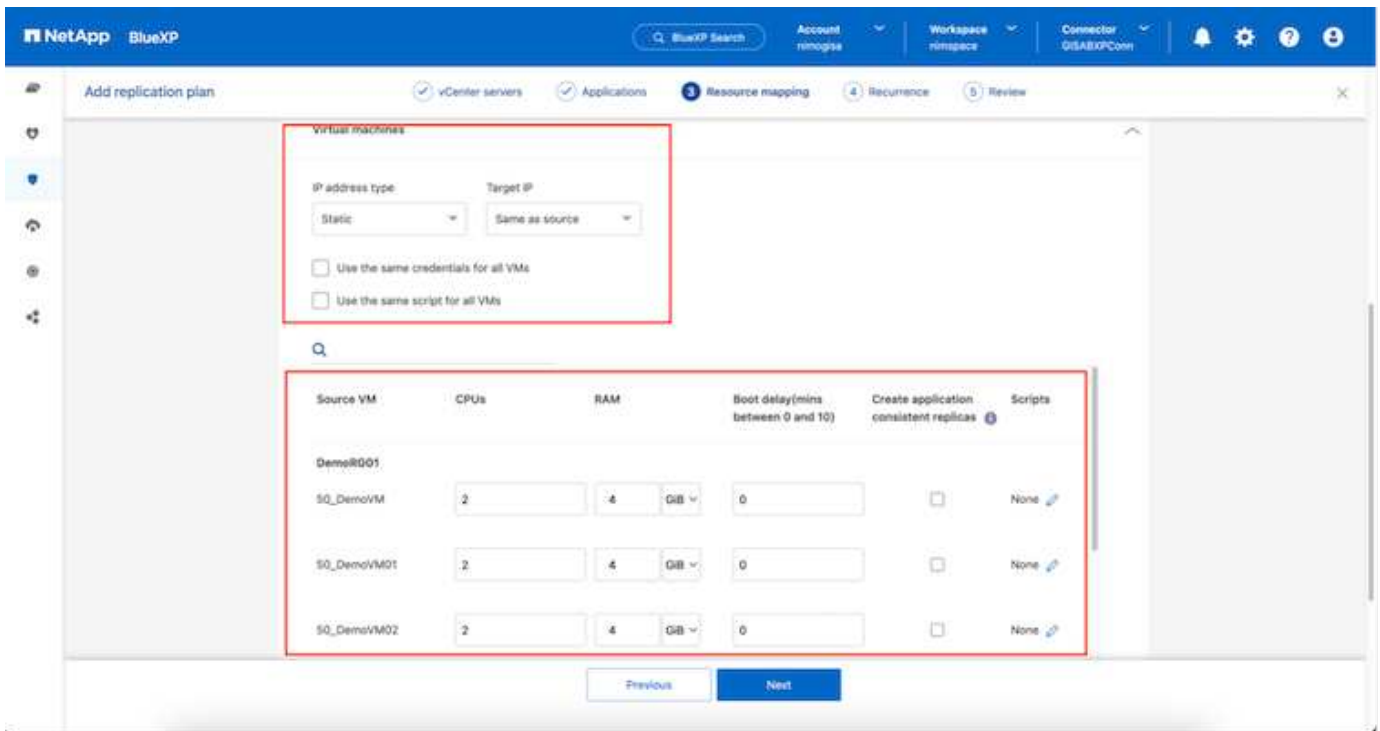 NetApp BlueXP
BlueXP Search
Account
nimogisa
Workspace
nimspace
Connector
GISABXPConn
Add replication plan
vCenter servers
Applications
3 Resource mapping
4 Recurrence
5 Review
Virtual machines
IP address type
Target IP
Static
Same as source
Use the same credentials for all VMs
Use the same script for all VMs
Source VM
CPUs
RAM
Boot delay(mins
between 0 and 10)
Create application
consistent replicas
Scripts
DemoRG01
SQ_DemoVM 2 4 GiB 0 None
SQ_DemoVM01 2 4 GiB 0 None
SQ_DemoVM02 2 4 GiB 0 None
Previous
Next